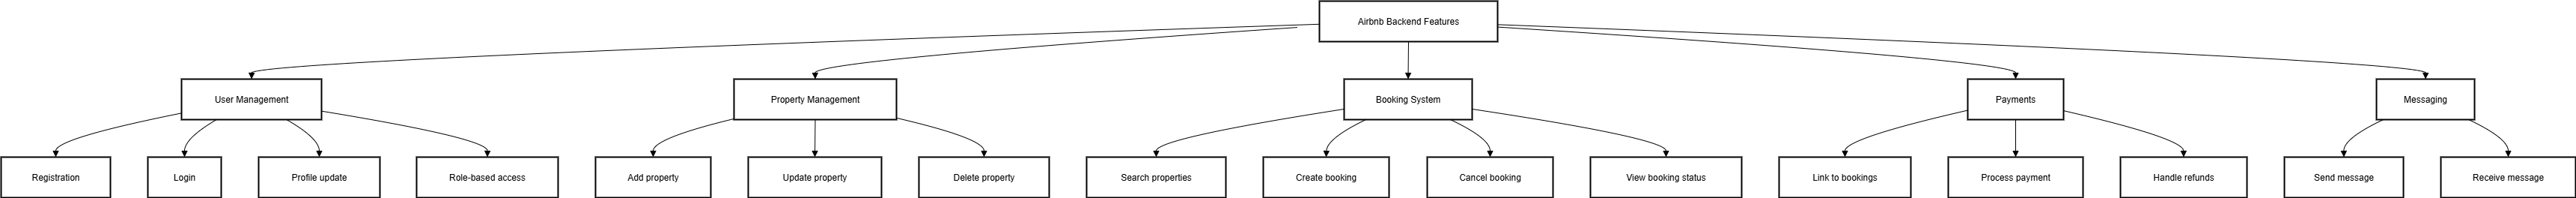 Airbnb Backend Features
User Management
Property Management
Booking System
Payments
Messaging
Registration
Login
Profile update
Role-based access
Add property
Update property
Delete property
Search properties
Create booking
Cancel booking
View booking status
Link to bookings
Process payment
Handle refunds
Send message
Receive message